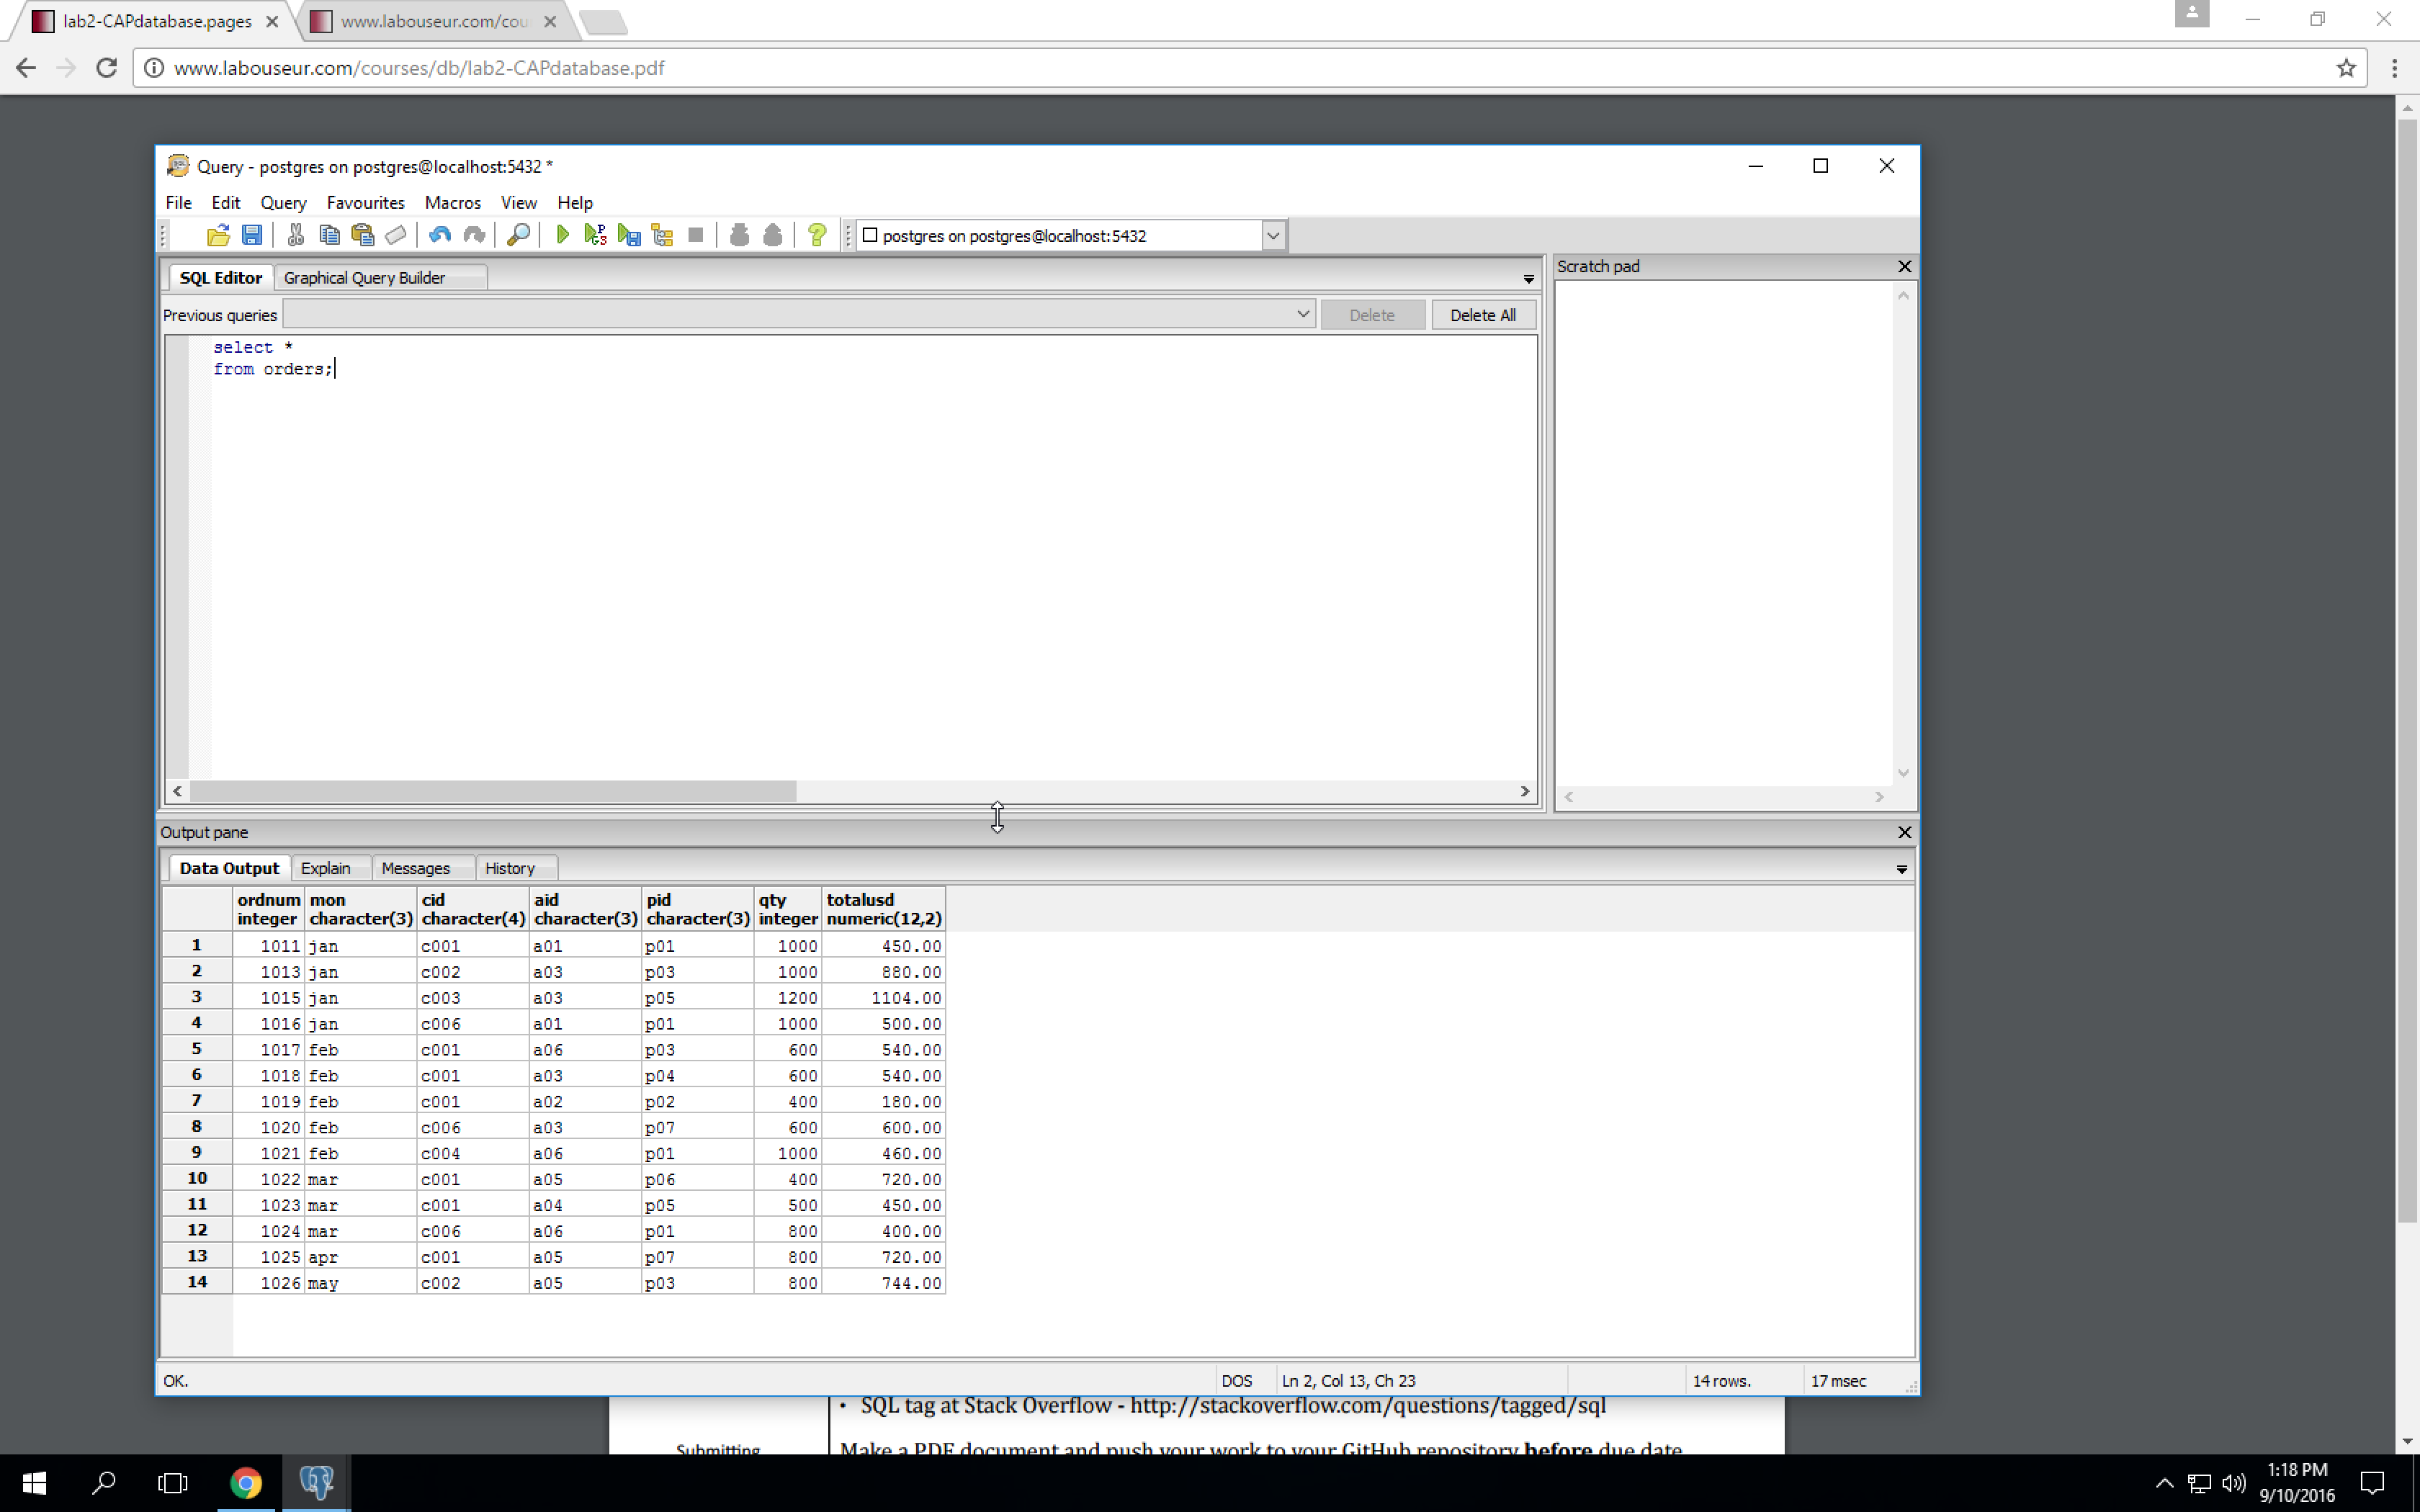 lab2-CAPdatabase.pages
www.labouseur.com/cou
www.labouseur.com/courses/db/lab2-CAPdatabase.pdf
Query - postgres on postgres@localhost:5432 *
File Edit Query Favourites Macros View Help
postgres on postgres@localhost:5432
SQL Editor Graphical Query Builder
Scratch pad
Previous queries Delete Delete All
select *
from orders;
Output pane
Data Output Explain Messages History
ordnum mon cid aid pid qty totalusd
integer character(3) character(4) character(3) character(3) integer numeric(12,2)
1 1011 jan c001 a01 p01 1000 450.00
2 1013 jan c002 a03 p03 1000 880.00
3 1015 jan c003 a03 p05 1200 1104.00
4 1016 jan c006 a01 p01 1000 500.00
5 1017 feb c001 a06 p03 600 540.00
6 1018 feb c001 a03 p04 600 540.00
7 1019 feb c001 a02 p02 400 180.00
8 1020 feb c006 a03 p07 600 600.00
9 1021 feb c004 a06 p01 1000 460.00
10 1022 mar c001 a05 p06 400 720.00
11 1023 mar c001 a04 p05 500 450.00
12 1024 mar c006 a06 p01 800 400.00
13 1025 apr c001 a05 p07 800 720.00
14 1026 may c002 a05 p03 800 744.00
OK. DOS Ln 2, Col 13, Ch 23 14 rows. 17 msec
• SQL tag at Stack Overflow - http://stackoverflow.com/questions/tagged/sql
Submitting Make a PDF document and push your work to your GitHub repository before due date
1:18 PM
9/10/2016